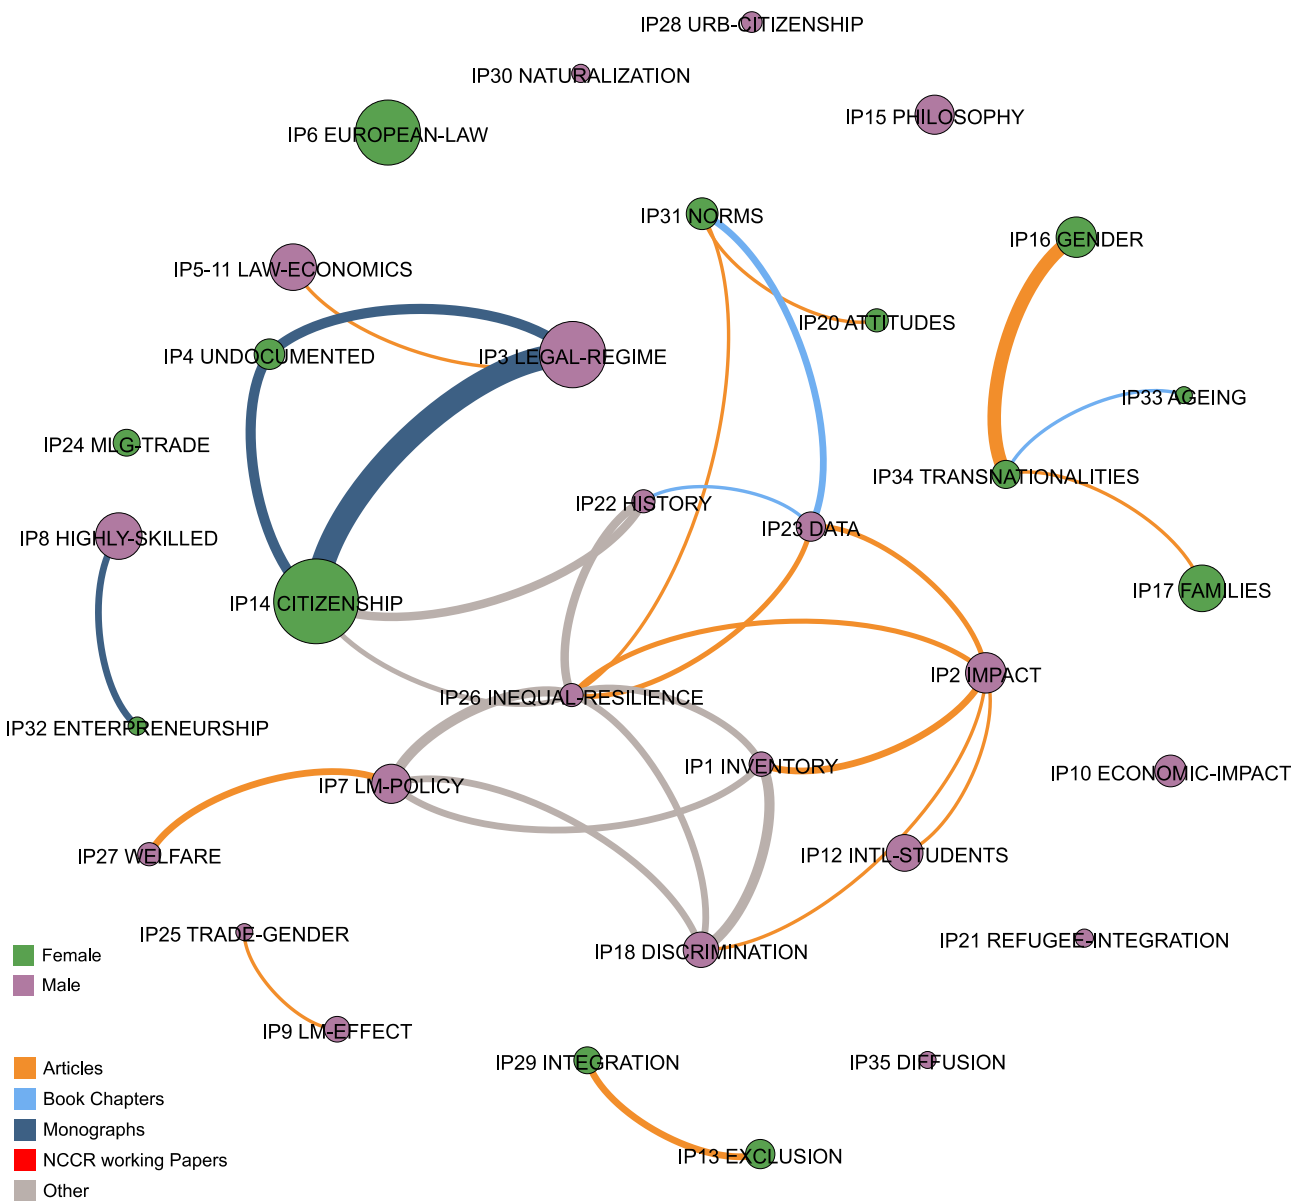 IP28 URB-CITIZENSHIP
IP30 NATURALIZATION
IP15 PHILOSOPHY
IP6 EUROPEAN-LAW
IP31 NORMS
IP16 GENDER
IP5-11 LAW-ECONOMICS
IP20 ATTITUDES
IP4 UNDOCUMENTED
IP3 LEGAL-REGIME
IP33 AGEING
IP24 MLG-TRADE
IP34 TRANSNATIONALITIES
IP22 HISTORY
IP23 DATA
IP8 HIGHLY-SKILLED
IP17 FAMILIES
IP14 CITIZENSHIP
IP2 IMPACT
IP26 INEQUAL-RESILIENCE
IP32 ENTERPRENEURSHIP
IP1 INVENTORY
IP10 ECONOMIC-IMPACT
IP7 LM-POLICY
IP27 WELFARE
IP12 INTL-STUDENTS
IP25 TRADE-GENDER
IP21 REFUGEE-INTEGRATION
IP18 DISCRIMINATION
Female
Male
IP9 LM-EFFECT
IP29 INTEGRATION
IP35 DIFFUSION
Articles
Book Chapters
Monographs
IP13 EXCLUSION
NCCR working Papers
Other